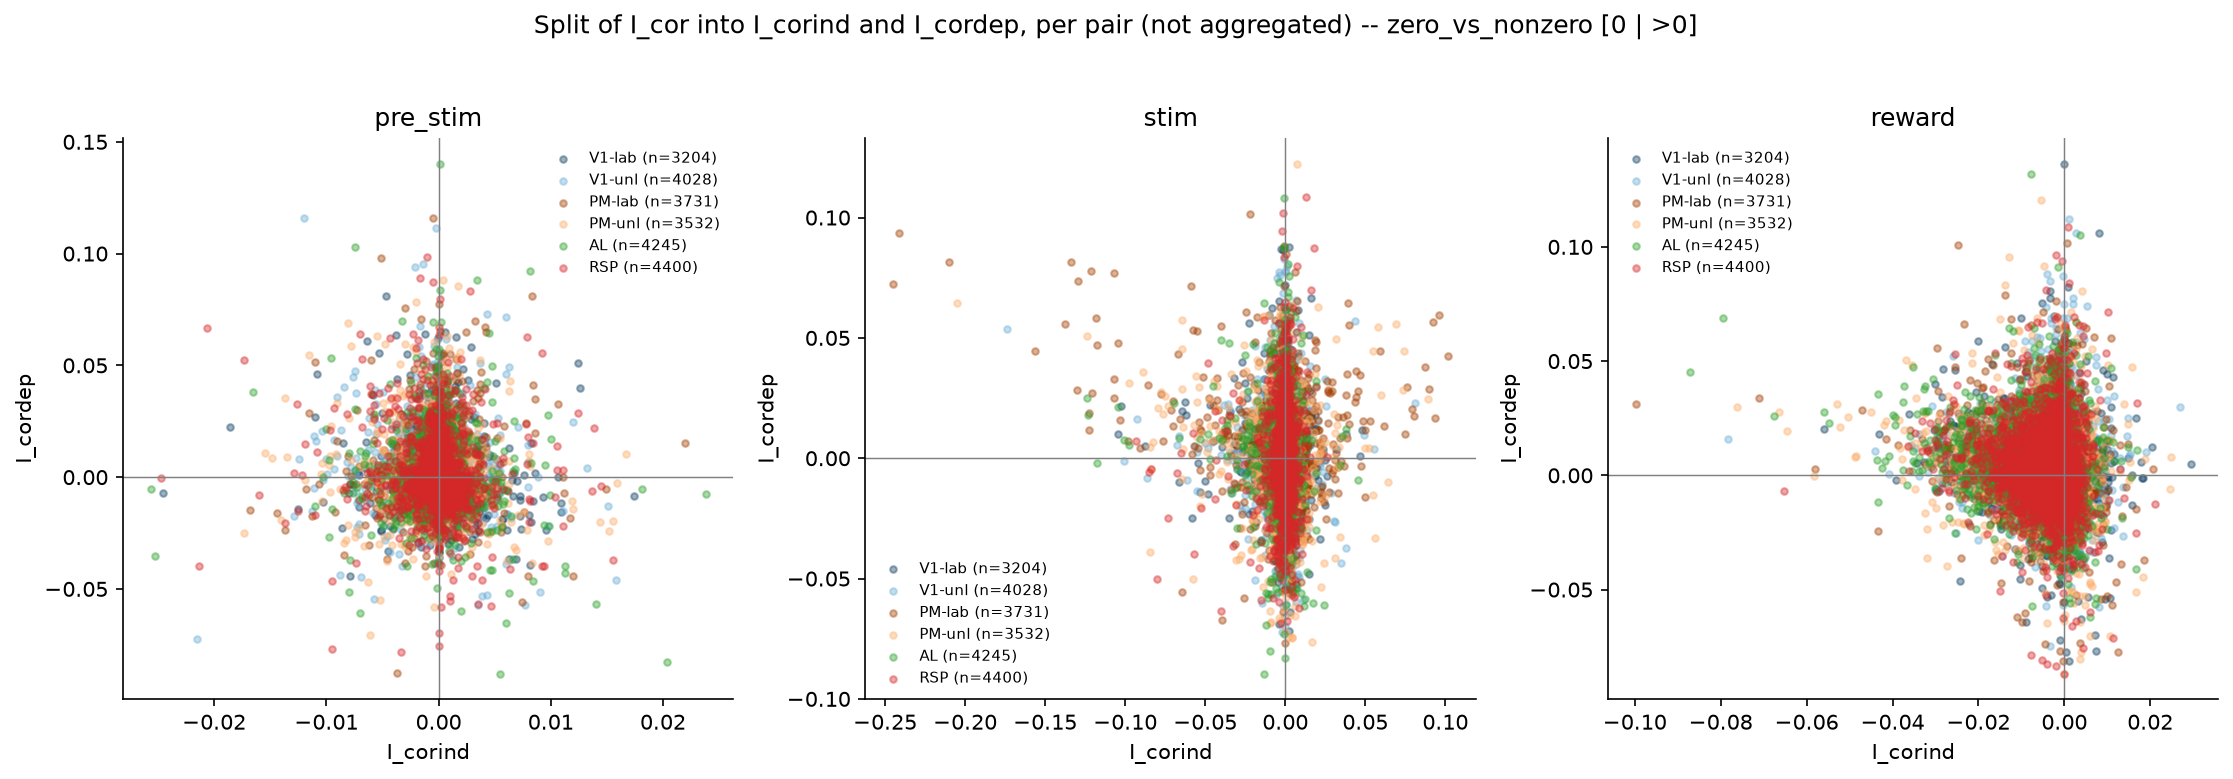 Split of I_cor into I_corind and I_cordep, per pair (not aggregated) -- zero_vs_nonzero [0 | >0]
pre_stim
0.15
0.10
0.05
0.00
−0.05
I_cordep
−0.02
−0.01
0.00
0.01
0.02
I_corind
V1-lab (n=3204)
V1-unl (n=4028)
PM-lab (n=3731)
PM-unl (n=3532)
AL (n=4245)
RSP (n=4400)
stim
0.10
0.05
0.00
−0.05
−0.10
I_cordep
V1-lab (n=3204)
V1-unl (n=4028)
PM-lab (n=3731)
PM-unl (n=3532)
AL (n=4245)
RSP (n=4400)
−0.25
−0.20
−0.15
−0.10
−0.05
0.00
0.05
0.10
I_corind
reward
V1-lab (n=3204)
V1-unl (n=4028)
PM-lab (n=3731)
PM-unl (n=3532)
AL (n=4245)
RSP (n=4400)
0.10
0.05
0.00
−0.05
I_cordep
−0.10
−0.08
−0.06
−0.04
−0.02
0.00
0.02
I_corind